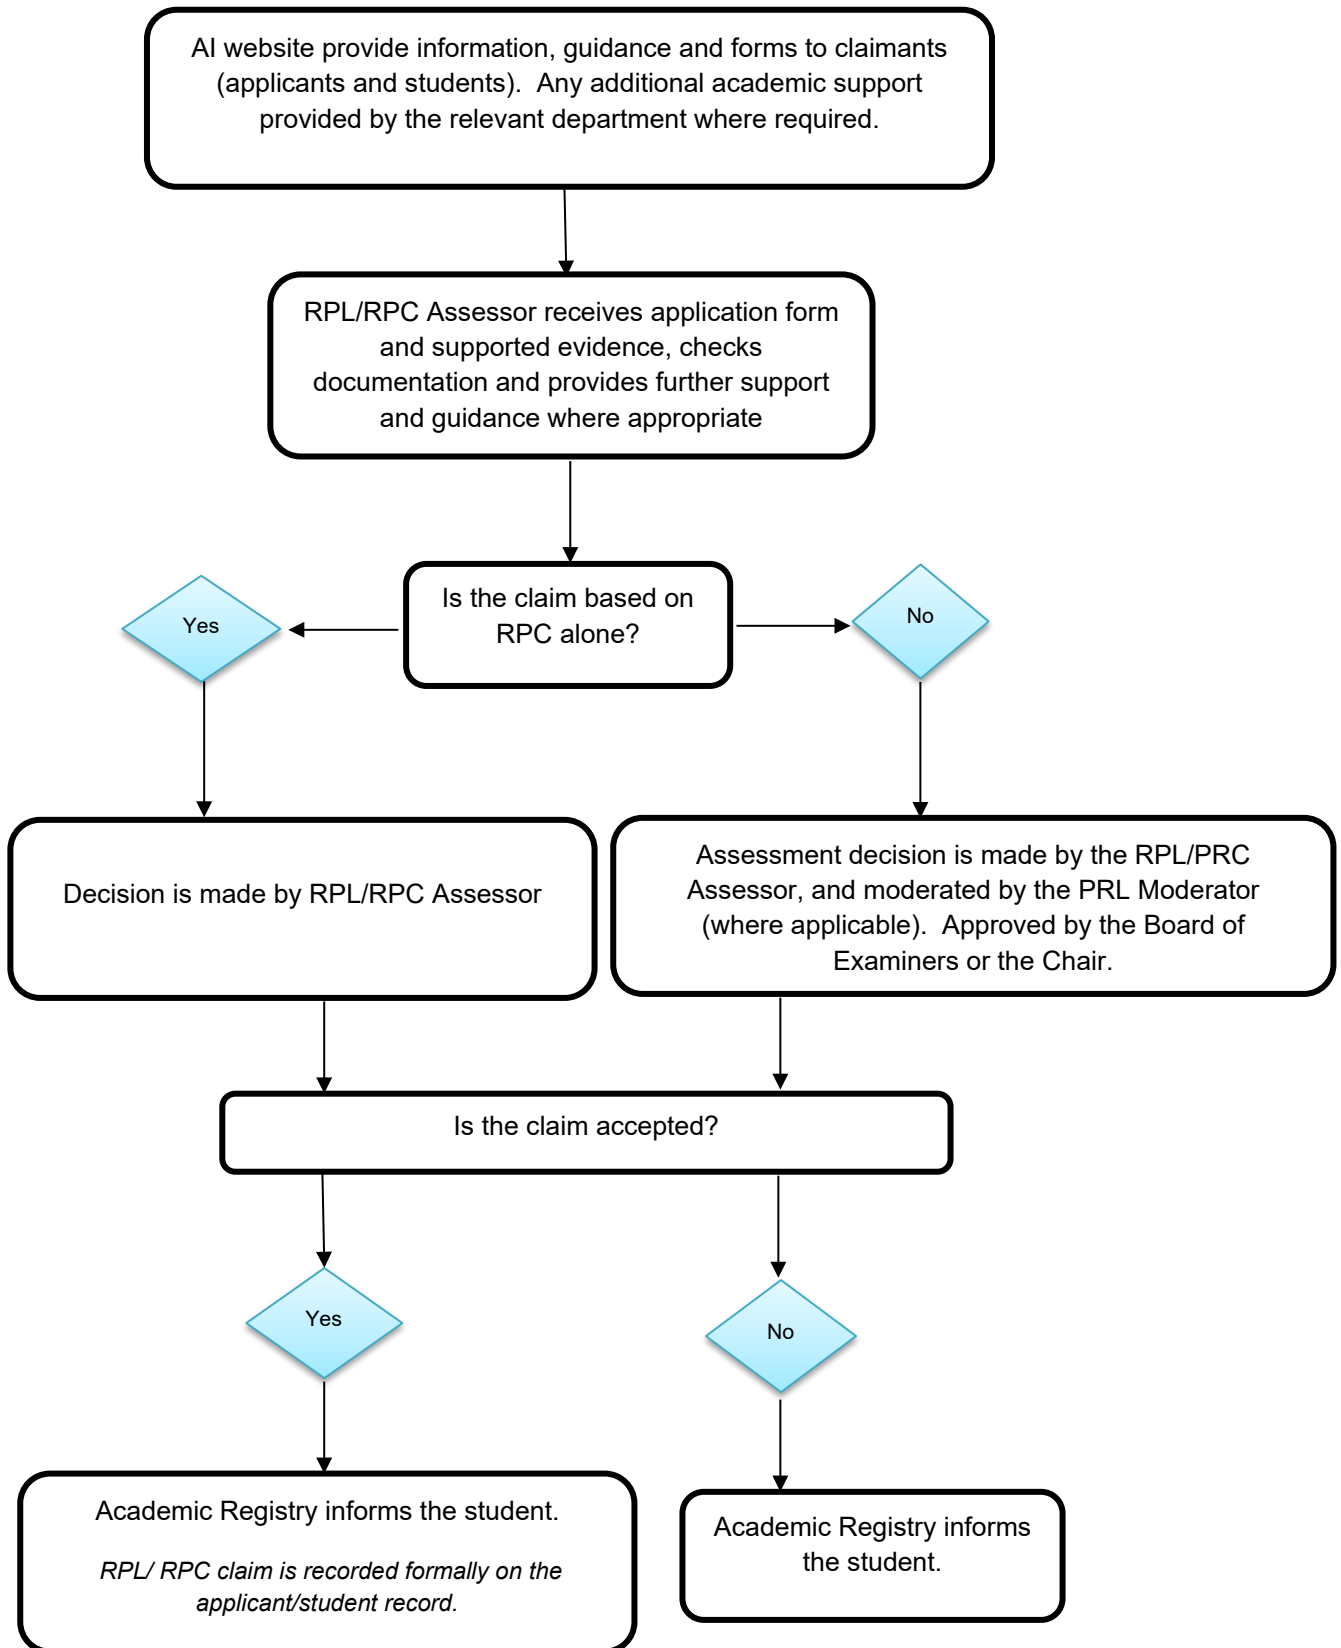 AI website provide information, guidance and forms to claimants
(applicants and students).  Any additional academic support
provided by the relevant department where required.
RPL/RPC Assessor receives application form
and supported evidence, checks
documentation and provides further support
and guidance where appropriate
Is the claim based on
RPC alone?
Yes
No
Decision is made by RPL/RPC Assessor
Assessment decision is made by the RPL/PRC
Assessor, and moderated by the PRL Moderator
(where applicable).  Approved by the Board of
Examiners or the Chair.
Is the claim accepted?
Yes
No
Academic Registry informs the student.
RPL/ RPC claim is recorded formally on the
applicant/student record.
Academic Registry informs
the student.